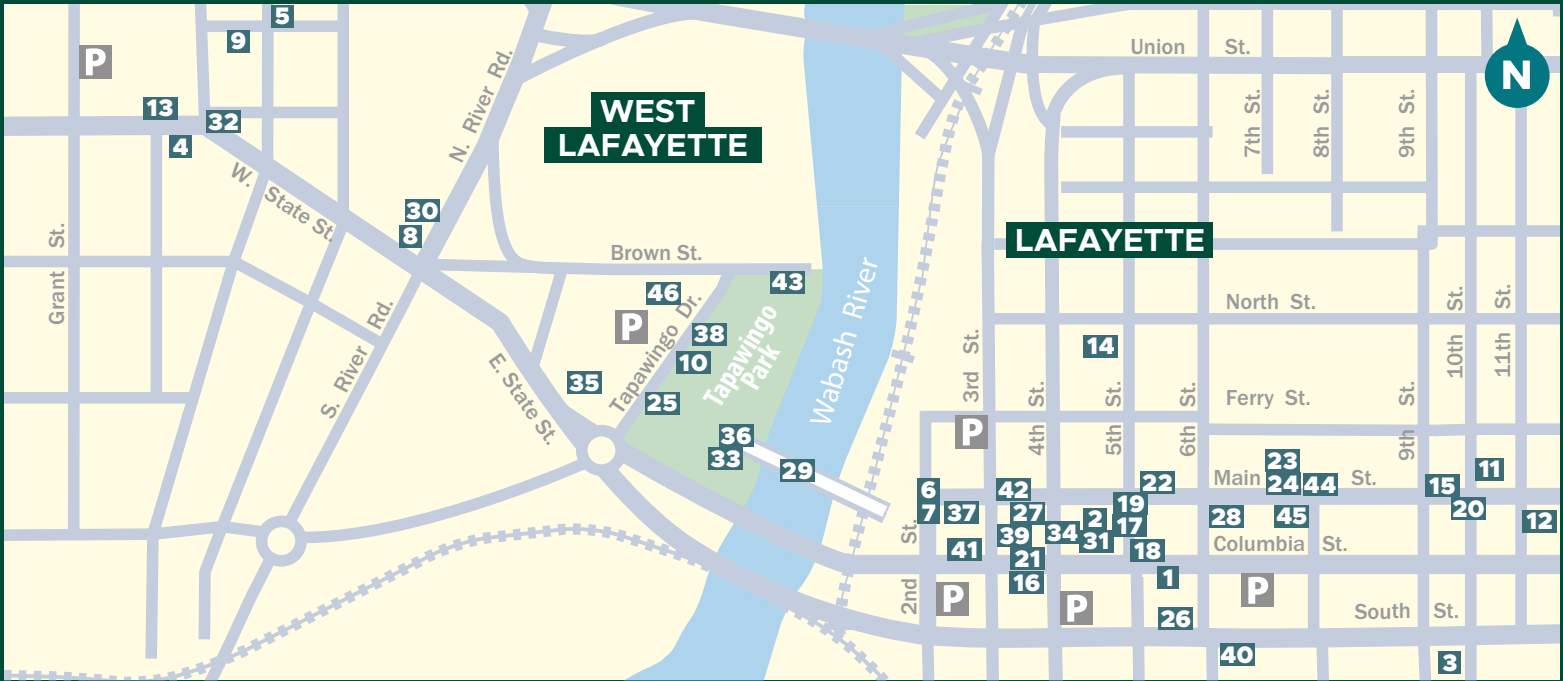 5
9
P
13
32
4
N. River Rd.
WEST
LAFAYETTE
Union St.
N
7th St.
8th St.
9th St.
W. State St.
30
8
Grant St.
Brown St.
LAFAYETTE
43
46
P
Tapawingo Dr.
38
10
25
35
Tapawingo
Park
Wabash River
S. River Rd.
E. State St.
36
33
29
North St.
10th St.
11th St.
14
3rd St.
4th St.
5th St.
6th St.
Ferry St.
9th St.
P
23
Main St.
24
44
11
15
20
12
6
7
37
42
27
39
34
2
31
19
17
22
28
45
Columbia St.
41
21
16
18
1
2nd St.
P
P
P
26
South St.
40
3